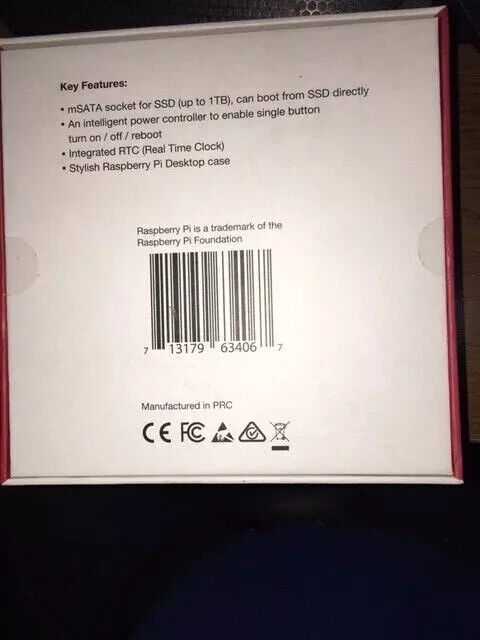 Key Features:
• mSATA socket for SSD (up to 1TB), can boot from SSD directly
• An intelligent power controller to enable single button
turn on / off / reboot
• Integrated RTC (Real Time Clock)
• Stylish Raspberry Pi Desktop case
Raspberry Pi is a trademark of the
Raspberry Pi Foundation
7 13179 63406 7
Manufactured in PRC
CE FC